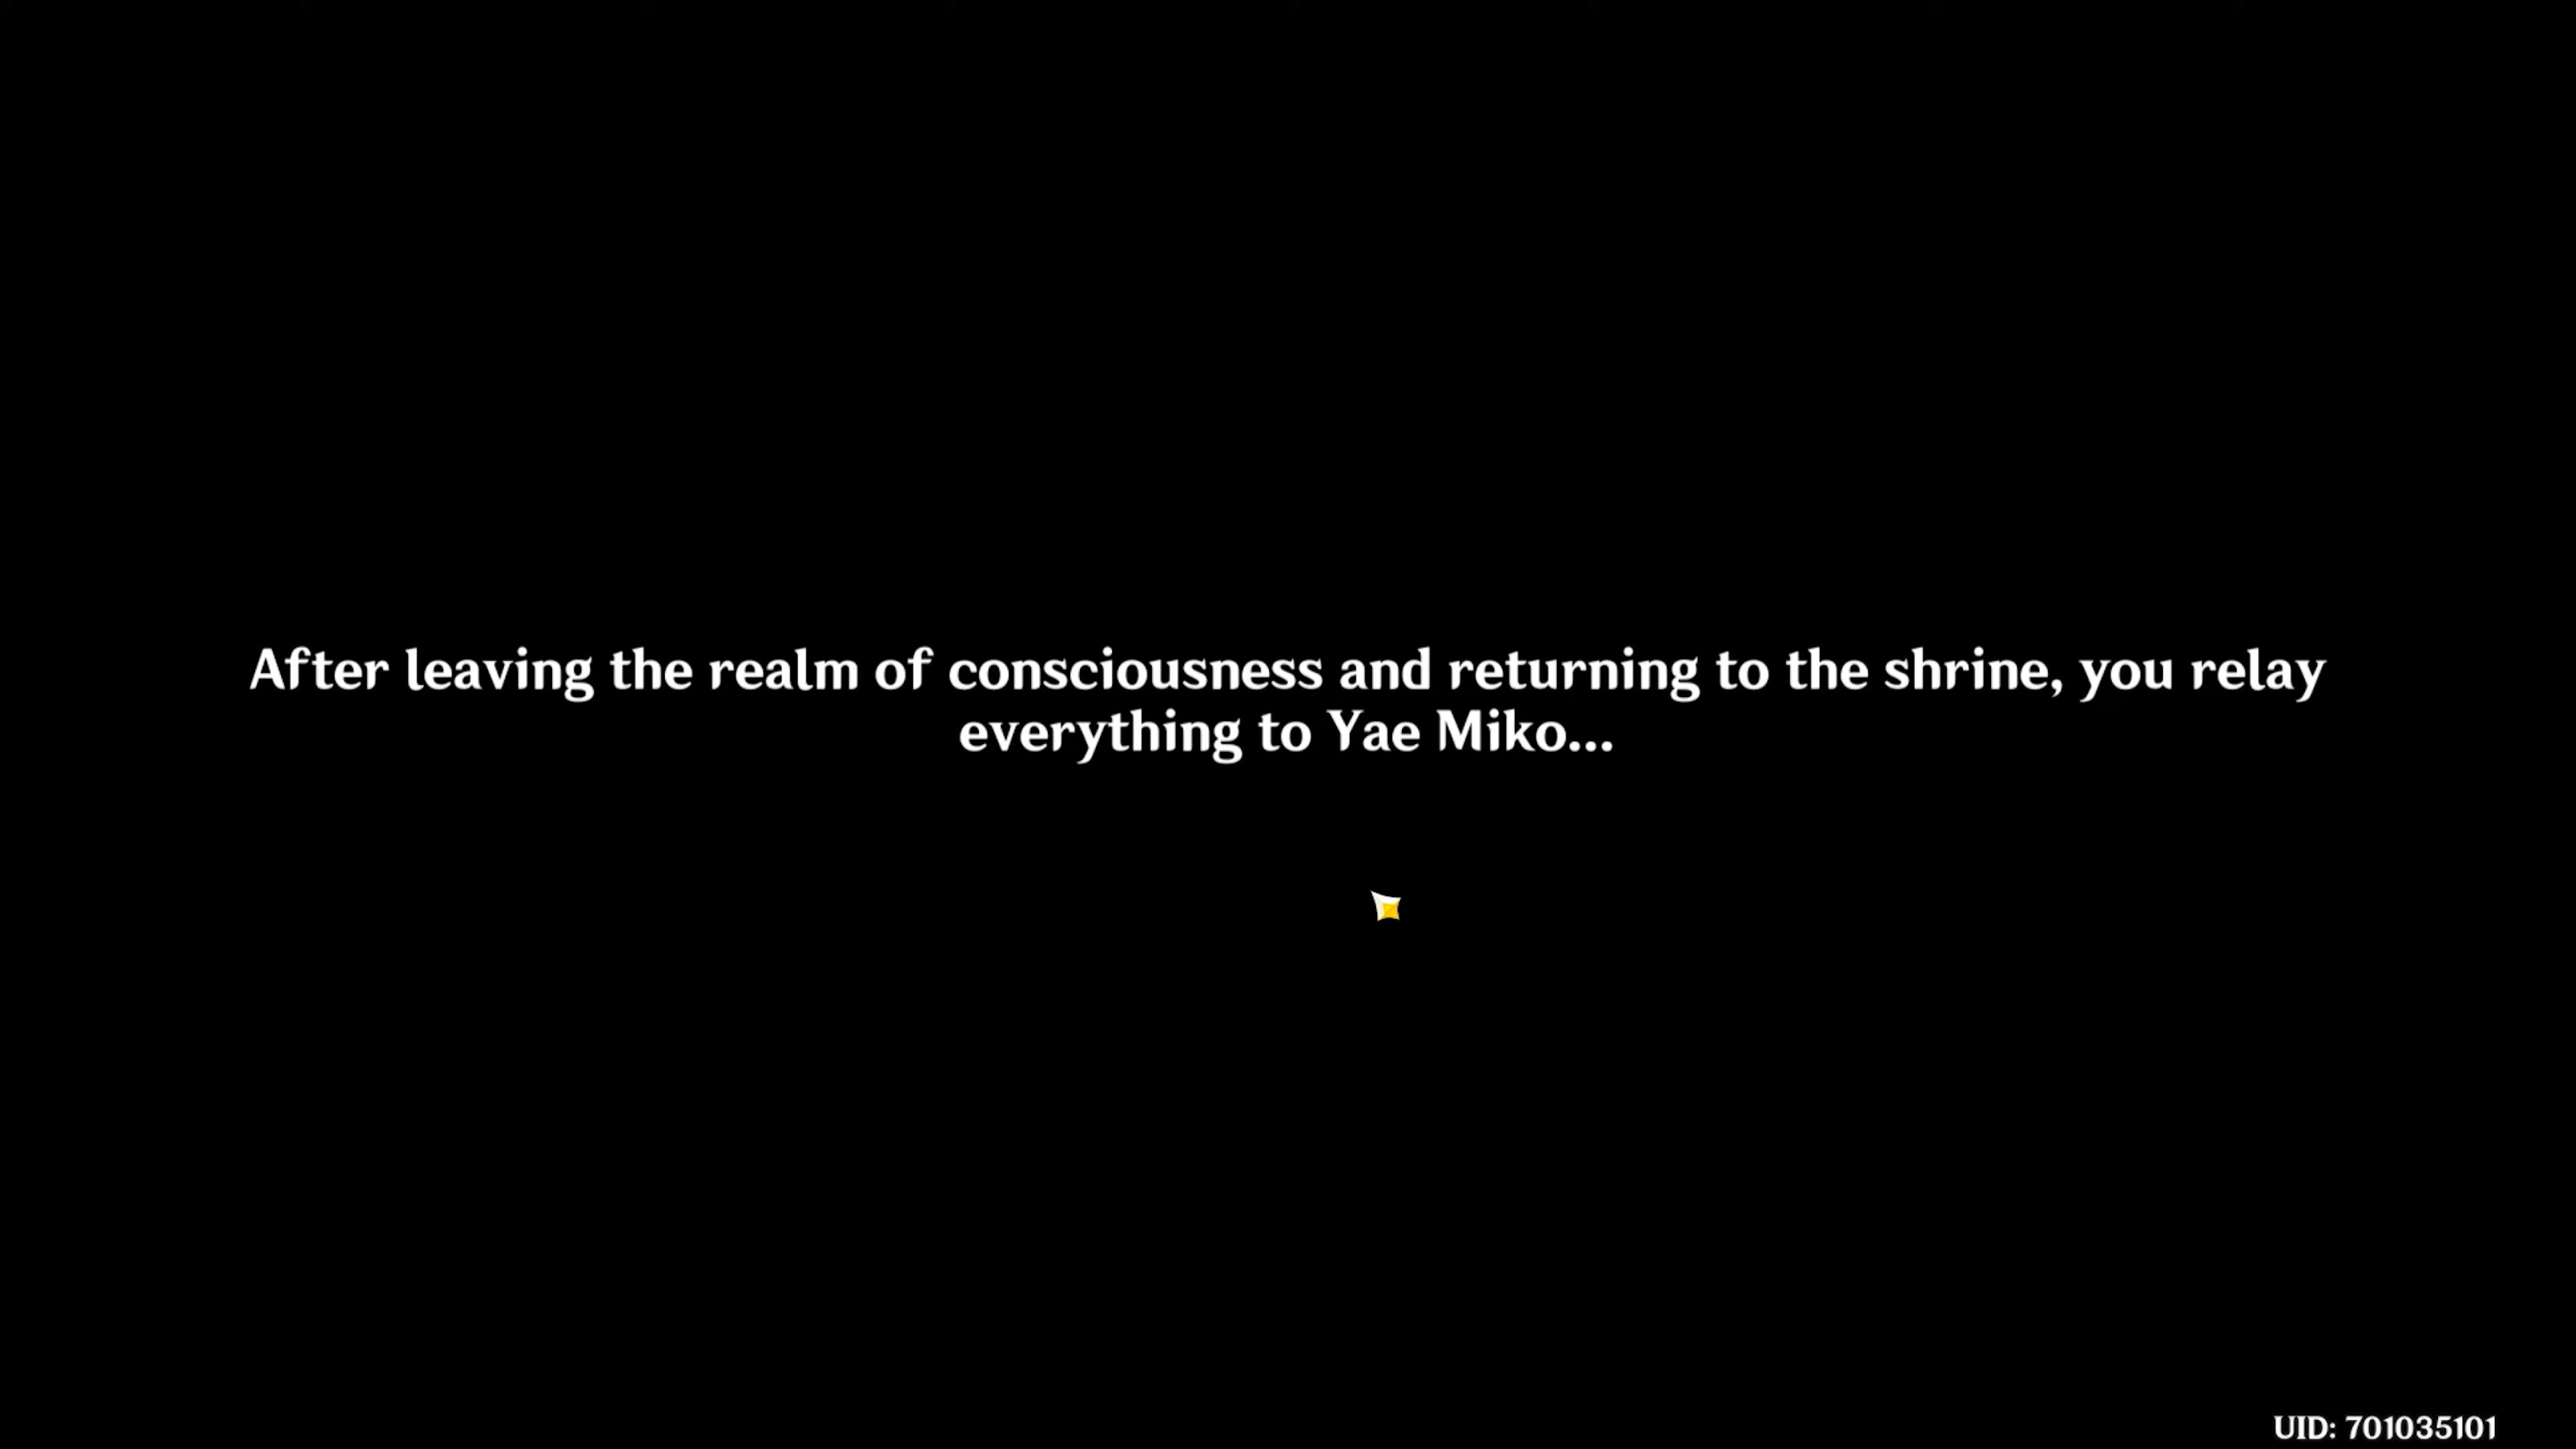 After leaving the realm of consciousness and returning to the shrine, you relay
everything to Yae Miko...
UID: 701035101